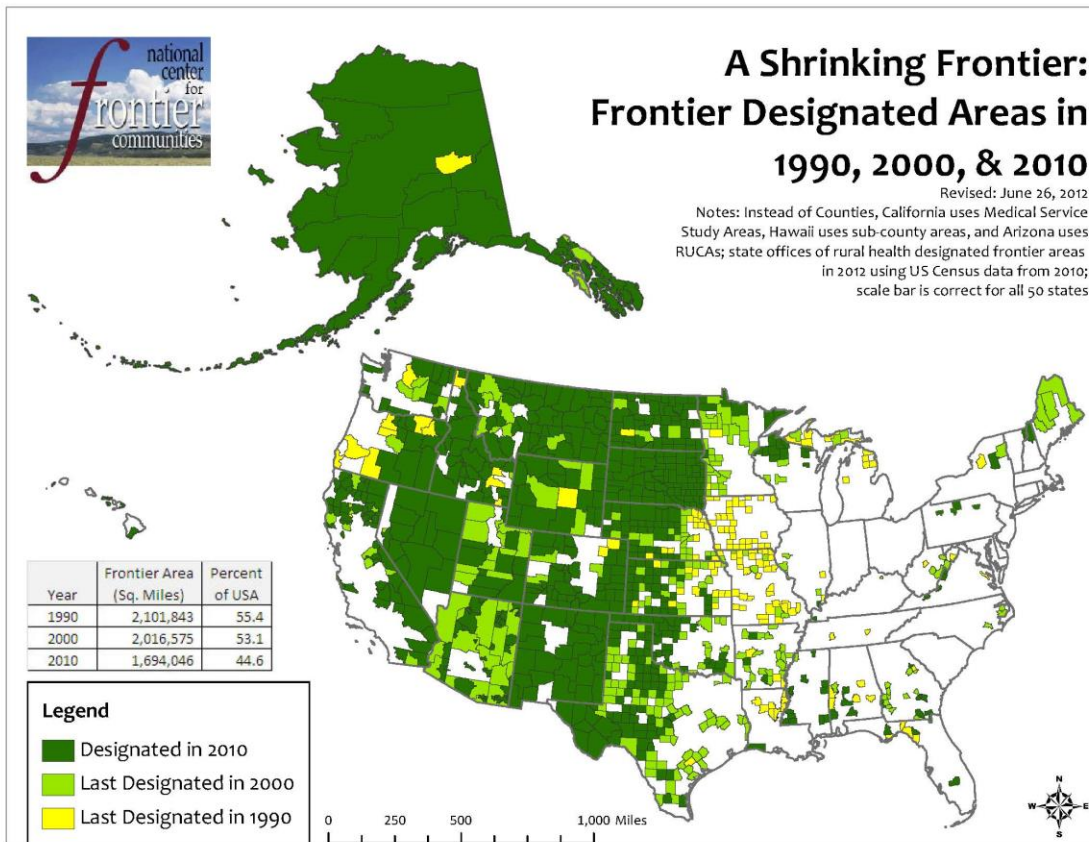 national
center
for
frontier
communities
A Shrinking Frontier:
Frontier Designated Areas in
1990, 2000, & 2010
Revised: June 26, 2012
Notes: Instead of Counties, California uses Medical Service
Study Areas, Hawaii uses sub-county areas, and Arizona uses
RUCAs; state offices of rural health designated frontier areas
in 2012 using US Census data from 2010;
scale bar is correct for all 50 states
Year Frontier Area (Sq. Miles) Percent of USA
1990 2,101,843 55.4
2000 2,016,575 53.1
2010 1,694,046 44.6
Legend
Designated in 2010
Last Designated in 2000
Last Designated in 1990
0 250 500 1,000 Miles
N
W E
S